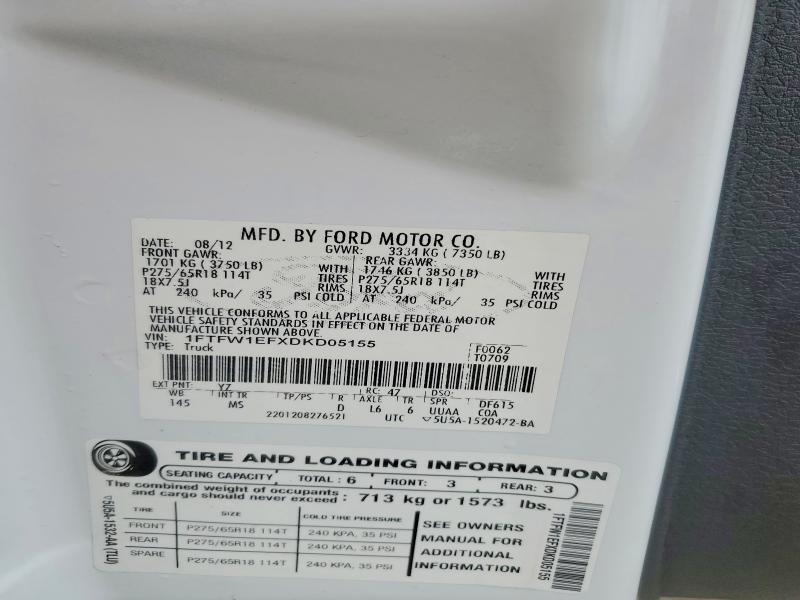 MFD. BY FORD MOTOR CO.
DATE: 08/12 GVWR: 3334 KG ( 7350 LB)
FRONT GAWR: REAR GAWR:
1701 KG ( 3750 LB) WITH 1746 KG ( 3850 LB) WITH
P275/65R18 114T TIRES P275/65R18 114T TIRES
18X7.5J RIMS 18X7.5J RIMS
AT 240 kPa/ 35 PSI COLD AT 240 kPa/ 35 PSI COLD
THIS VEHICLE CONFORMS TO ALL APPLICABLE FEDERAL MOTOR
VEHICLE SAFETY STANDARDS IN EFFECT ON THE DATE OF
MANUFACTURE SHOWN ABOVE.
VIN: 1FTFW1EFXDKD05155 F0062
TYPE: Truck T0709
EXT PNT: YZ RC: 47 DSO:
WB INT TR TP/PS R AXLE TR SPR DF615
145 MS D L6 6 UUAA COA
2201208276521 UTC ▽5U5A-1520472-BA
TIRE AND LOADING INFORMATION
SEATING CAPACITY TOTAL: 6 FRONT: 3 REAR: 3
The combined weight of occupants
and cargo should never exceed : 713 kg or 1573 lbs.
TIRE SIZE COLD TIRE PRESSURE
FRONT P275/65R18 114T 240 KPA, 35 PSI
REAR P275/65R18 114T 240 KPA, 35 PSI
SPARE P275/65R18 114T 240 KPA, 35 PSI
SEE OWNERS
MANUAL FOR
ADDITIONAL
INFORMATION
▽5U5A-1532-AA (TLU)
1FTFW1EFXDKD05155